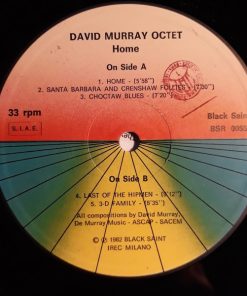 DAVID MURRAY OCTET
Home
On Side A
1. HOME - (5'58")
2. SANTA BARBARA AND CRENSHAW FOLLIES - (7'00")
3. CHOCTAW BLUES - (7'20")
33 rpm
S.I.A.E.
Black Saint
BSR 0055
On Side B
4. LAST OF THE HIPMEN - (8'12")
5. 3-D FAMILY - (8'35")
All compositions by David Murray,
De Murray Music - ASCAP - SACEM
© ℗ 1982 BLACK SAINT
IREC MILANO